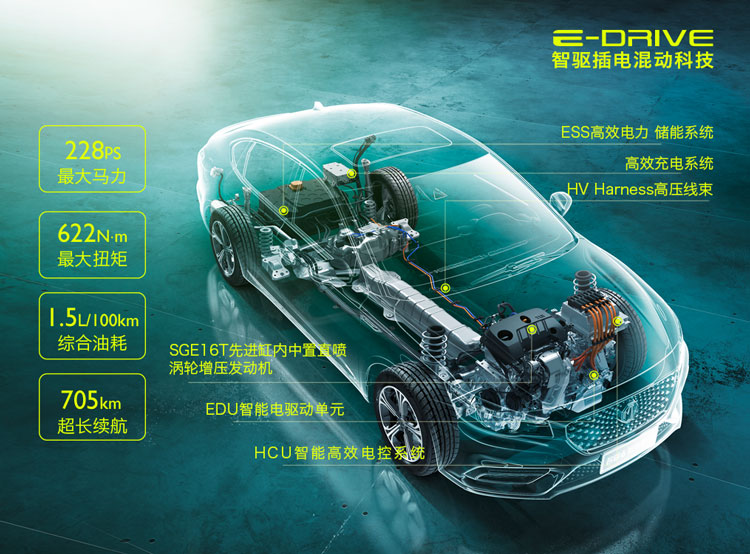 E-DRIVE
智驱插电混动科技
228PS
最大马力
622N·m
最大扭矩
1.5L/100km
综合油耗
705km
超长续航
ESS高效电力 储能系统
高效充电系统
HV Harness高压线束
SGE16T先进缸内中置直喷
涡轮增压发动机
EDU智能电驱动单元
HCU智能高效电控系统